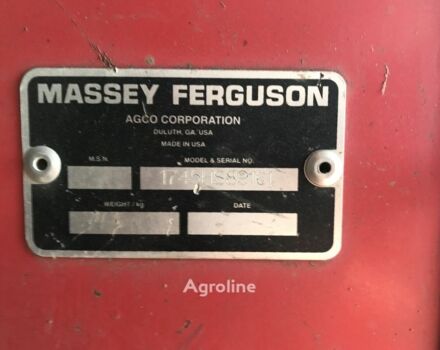 MASSEY FERGUSON
AGCO CORPORATION
DULUTH, GA. USA
MADE IN USA
M.S.N. MODEL & SERIAL NO.
WEIGHT / kg DATE
Agroline